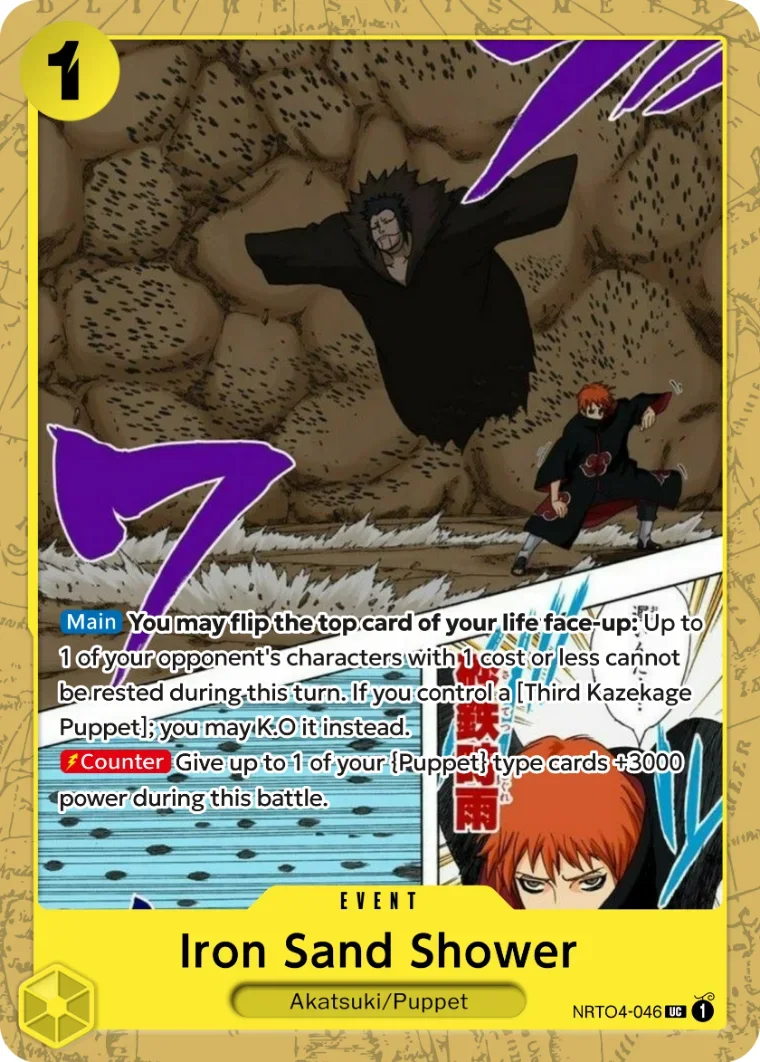 1
ワ
Main You may flip the top card of your life face-up: Up to
1 of your opponent's characters with 1 cost or less cannot
be rested during this turn. If you control a [Third Kazekage
Puppet]; you may K.O it instead.
Counter Give up to 1 of your {Puppet} type cards +3000
power during this battle.
EVENT
Iron Sand Shower
Akatsuki/Puppet
NRTO4-046 UC 1